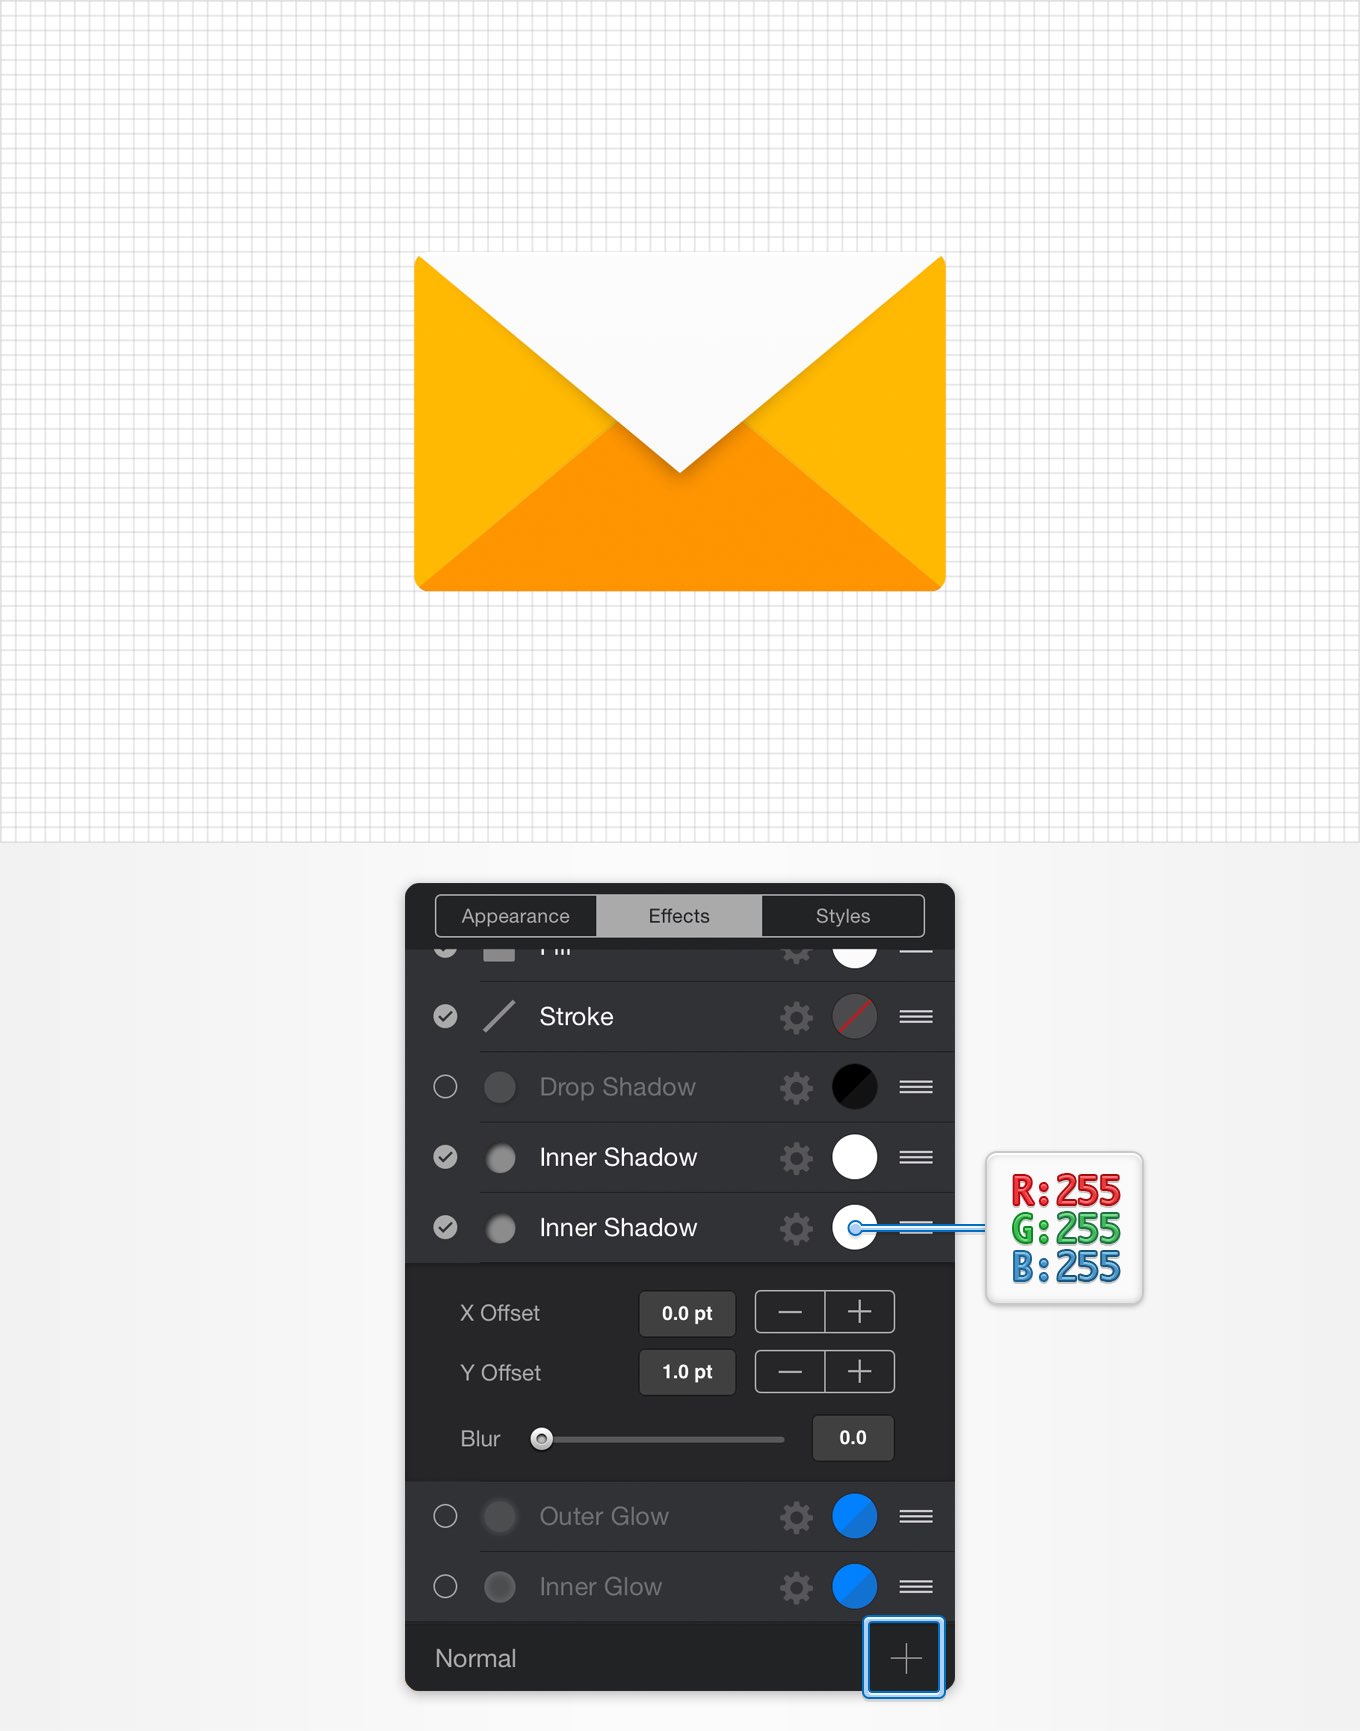 Appearance Effects Styles
Fill
Stroke
Drop Shadow
Inner Shadow
Inner Shadow
R:255
G:255
B:255
X Offset 0.0 pt
Y Offset 1.0 pt
Blur 0.0
Outer Glow
Inner Glow
Normal